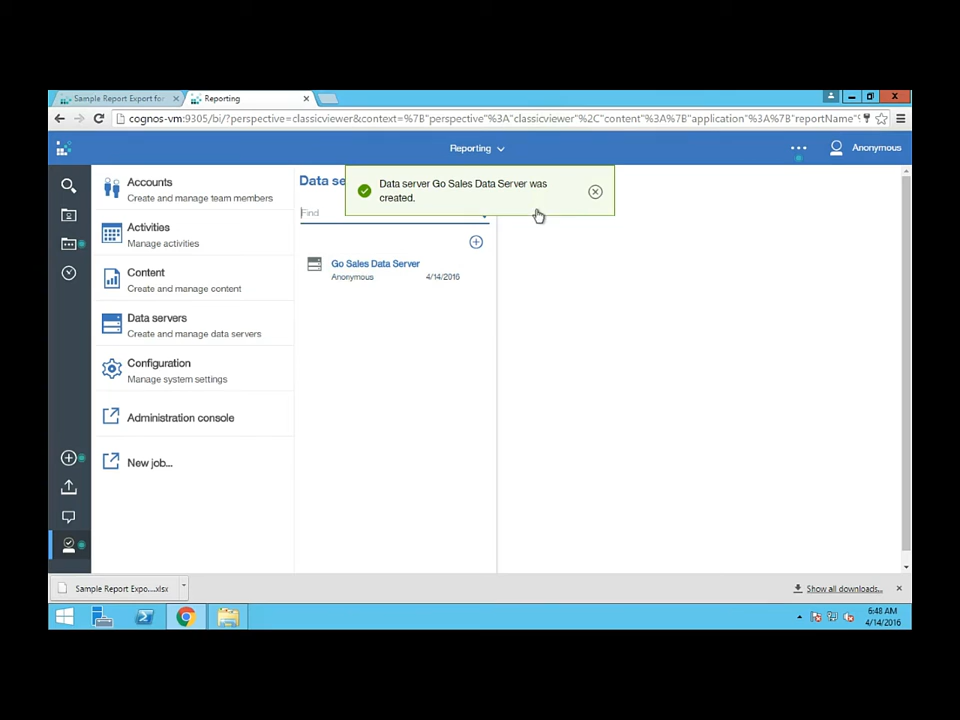 Sample Report Export for
Reporting
cognos-vm:9305/bi/?perspective=classicviewer&context=%7B"perspective"%3A"classicviewer"%2C"content"%3A%7B"application"%3A%7B"reportName"%
Reporting
Anonymous
Accounts
Create and manage team members
Activities
Manage activities
Content
Create and manage content
Data servers
Create and manage data servers
Configuration
Manage system settings
Administration console
New job...
Data se
Find
Data server Go Sales Data Server was
created.
Go Sales Data Server
Anonymous 4/14/2016
Sample Report Expo....xlsx
Show all downloads...
6:48 AM
4/14/2016